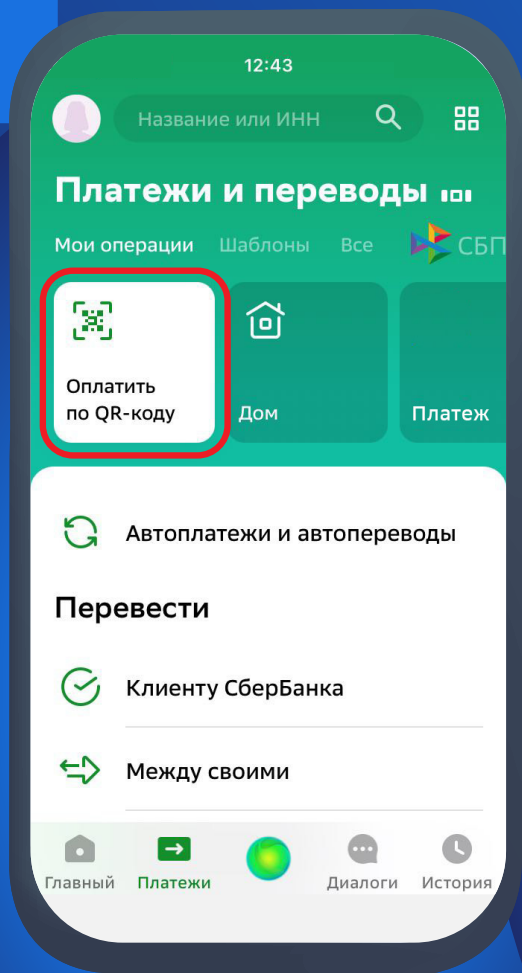 12:43
Название или ИНН
Платежи и переводы
Мои операции Шаблоны Все СБП
Оплатить
по QR-коду
Дом
Платеж
Автоплатежи и автопереводы
Перевести
Клиенту СберБанка
Между своими
Главный Платежи Диалоги История